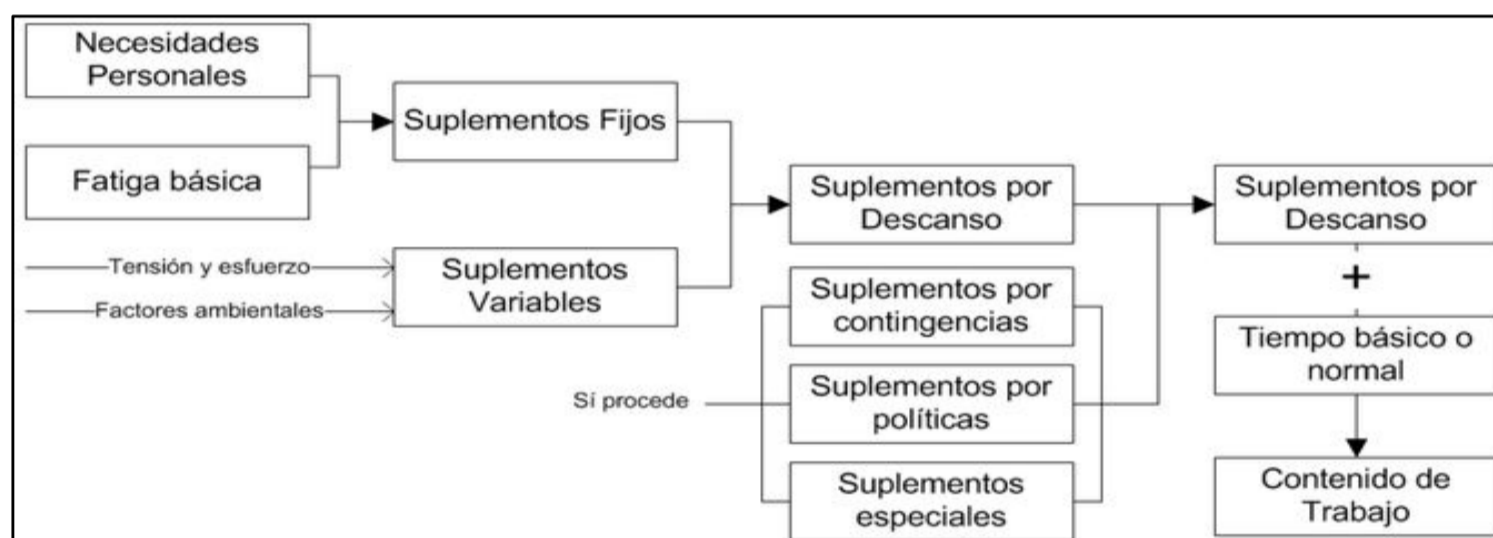 Necesidades
Personales
Fatiga básica
Tensión y esfuerzo
Factores ambientales
Suplementos Fijos
Suplementos
Variables
Sí procede
Suplementos por
Descanso
Suplementos por
contingencias
Suplementos por
políticas
Suplementos
especiales
Suplementos por
Descanso
+
Tiempo básico o
normal
Contenido de
Trabajo